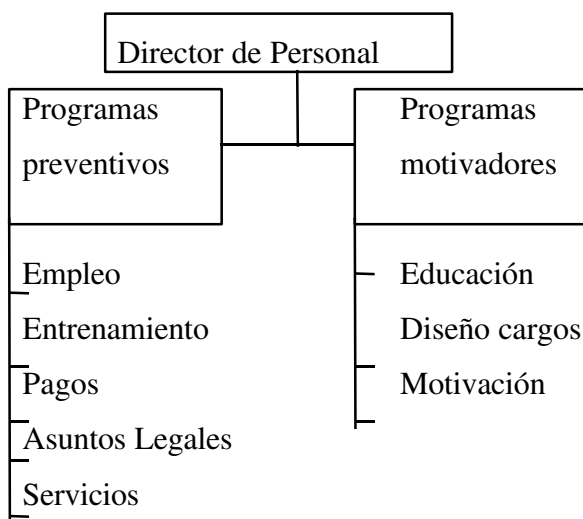 Director de Personal
Programas
preventivos
Programas
motivadores
Empleo
Entrenamiento
Pagos
Asuntos Legales
Servicios
Educación
Diseño cargos
Motivación